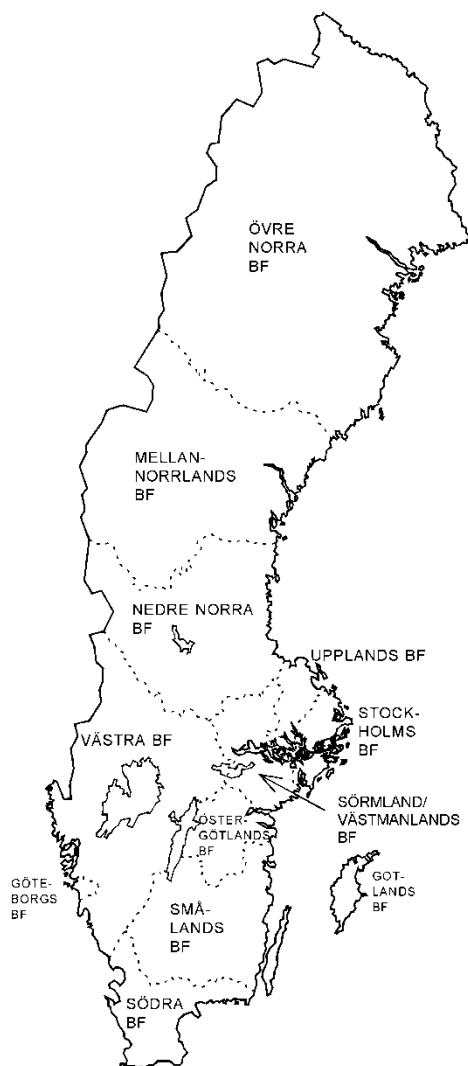 ÖVRE
NORRA
BF
MELLAN-
NORRLANDS
BF
NEDRE NORRA
BF
UPPLANDS BF
STOCK-
HOLMS
BF
VÄSTRA BF
SÖRMLAND/
VÄSTMANLANDS
BF
ÖSTER-
GÖTLANDS
BF
GÖTE-
BORGS
BF
GOT-
LANDS
BF
SMÅ-
LANDS
BF
SÖDRA
BF